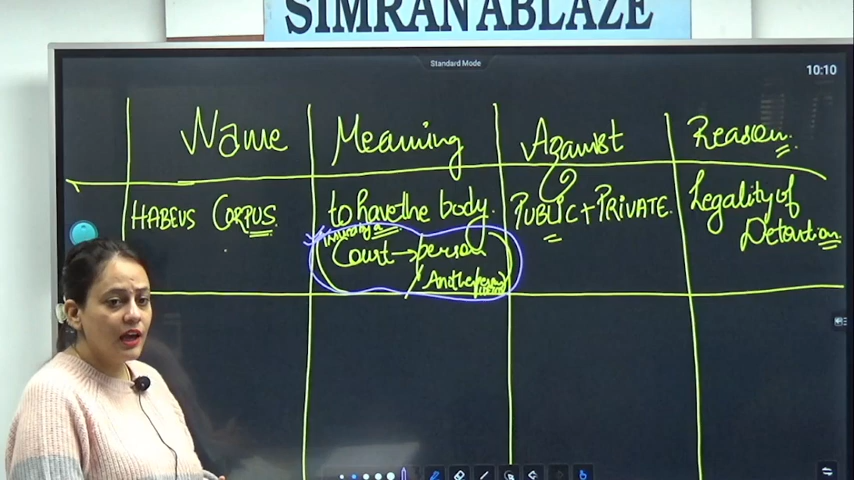 SIMRAN ABLAZE
Standard Mode
10:10
Name Meaning Against Reason.
HABEUS CORPUS to have the body. PUBLIC + PRIVATE. Legality of
Detention
Court → person
Another